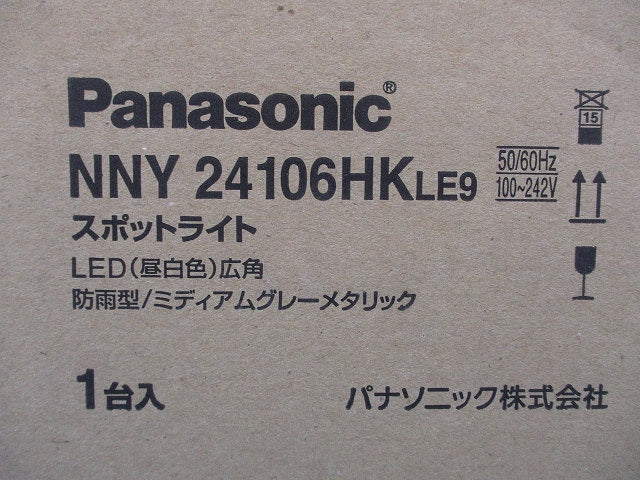 Panasonic®
NNY 24106HKLE9
50/60Hz
100~242V
15
スポットライト
LED(昼白色)広角
防雨型/ミディアムグレーメタリック
1台入
パナソニック株式会社